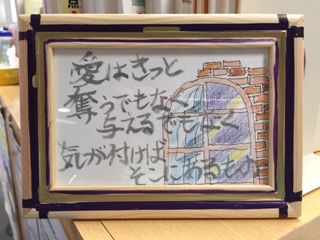 愛はきっと
奪うでもなく
与えるでもなく
気が付けば
そこにあるもの